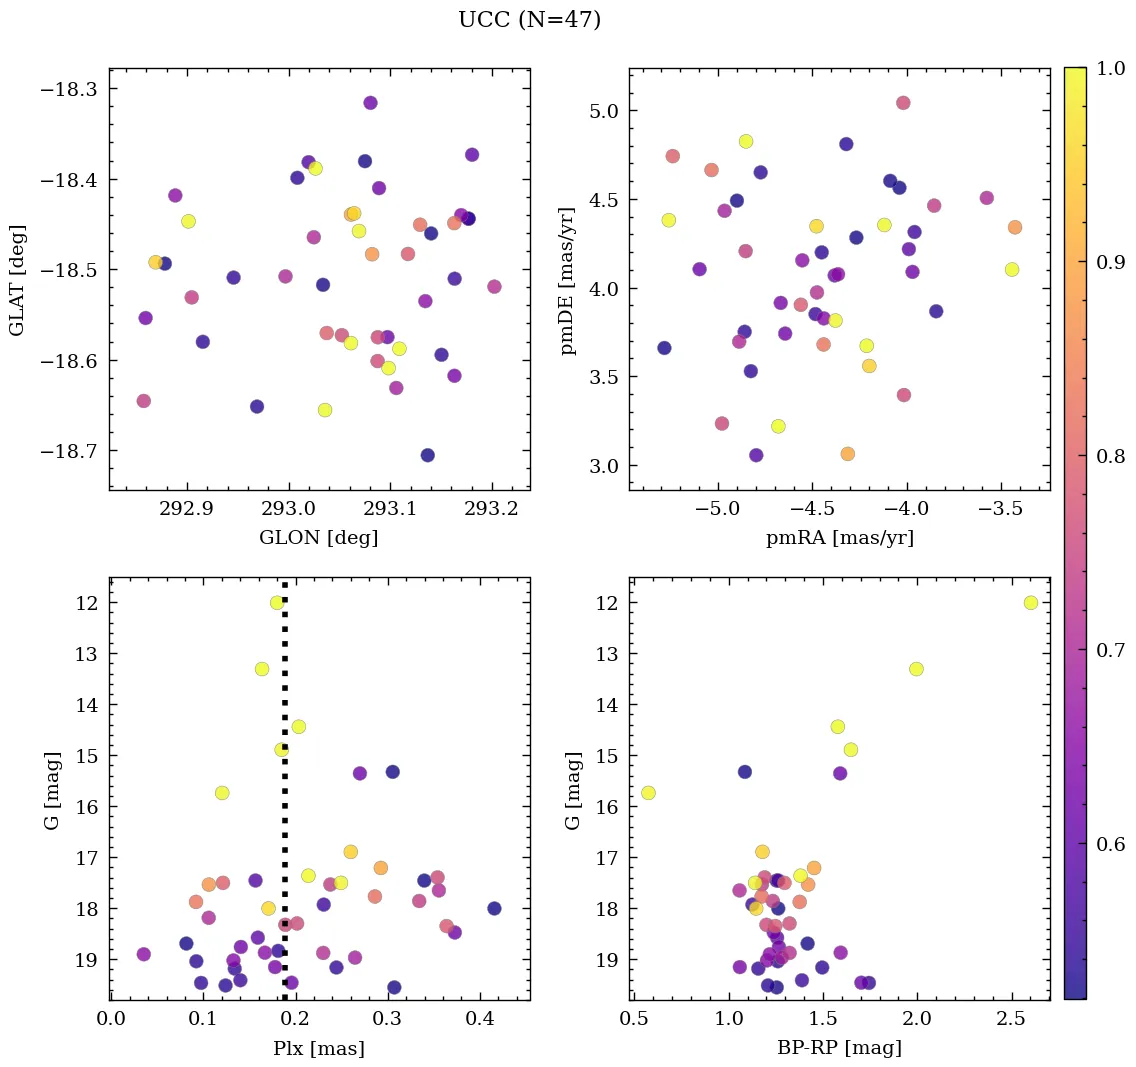 UCC (N=47)
−18.3
−18.4
−18.5
−18.6
−18.7
GLAT [deg]
292.9 293.0 293.1 293.2
GLON [deg]
5.0
4.5
4.0
3.5
3.0
pmDE [mas/yr]
−5.0 −4.5 −4.0 −3.5
pmRA [mas/yr]
12
13
14
15
16
17
18
19
G [mag]
0.0 0.1 0.2 0.3 0.4
Plx [mas]
12
13
14
15
16
17
18
19
G [mag]
0.5 1.0 1.5 2.0 2.5
BP-RP [mag]
1.0
0.9
0.8
0.7
0.6